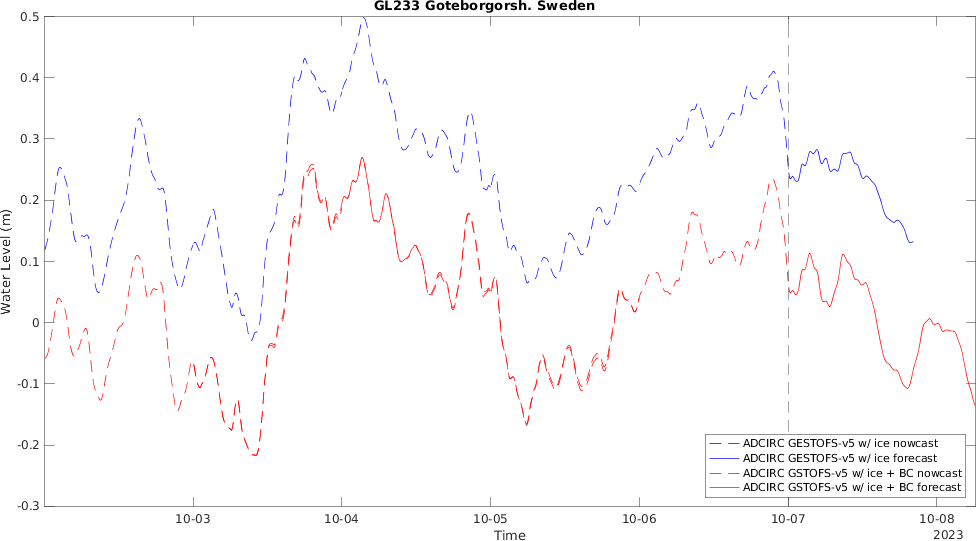 GL233 Goteborgorsh. Sweden
0.5
0.4
0.3
0.2
0.1
0
-0.1
-0.2
-0.3
Water Level (m)
10-03
10-04
10-05
10-06
10-07
10-08
Time
2023
ADCIRC GESTOFS-v5 w/ ice nowcast
ADCIRC GESTOFS-v5 w/ ice forecast
ADCIRC GSTOFS-v5 w/ ice + BC nowcast
ADCIRC GSTOFS-v5 w/ ice + BC forecast